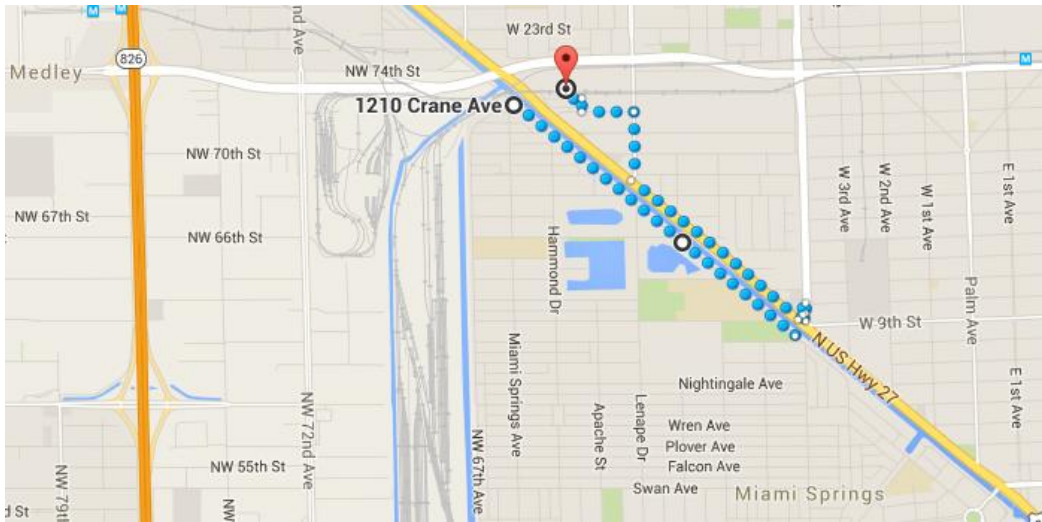 M
M
W 23rd St
nd Ave
826
Medley
NW 74th St
M
1210 Crane Ave
NW 70th St
W 3rd Ave
W 2nd Ave
W 1st Ave
E 1st Ave
NW 67th St
NW 66th St
Hammond Dr
Palm Ave
W 9th St
N US Hwy 27
Miami Springs Ave
Nightingale Ave
E 1st Ave
NW 72nd Ave
Apache St
Lenape Dr
Wren Ave
Plover Ave
NW 67th Ave
NW 55th St
Falcon Ave
Swan Ave
Miami Springs
NW 79t
d St